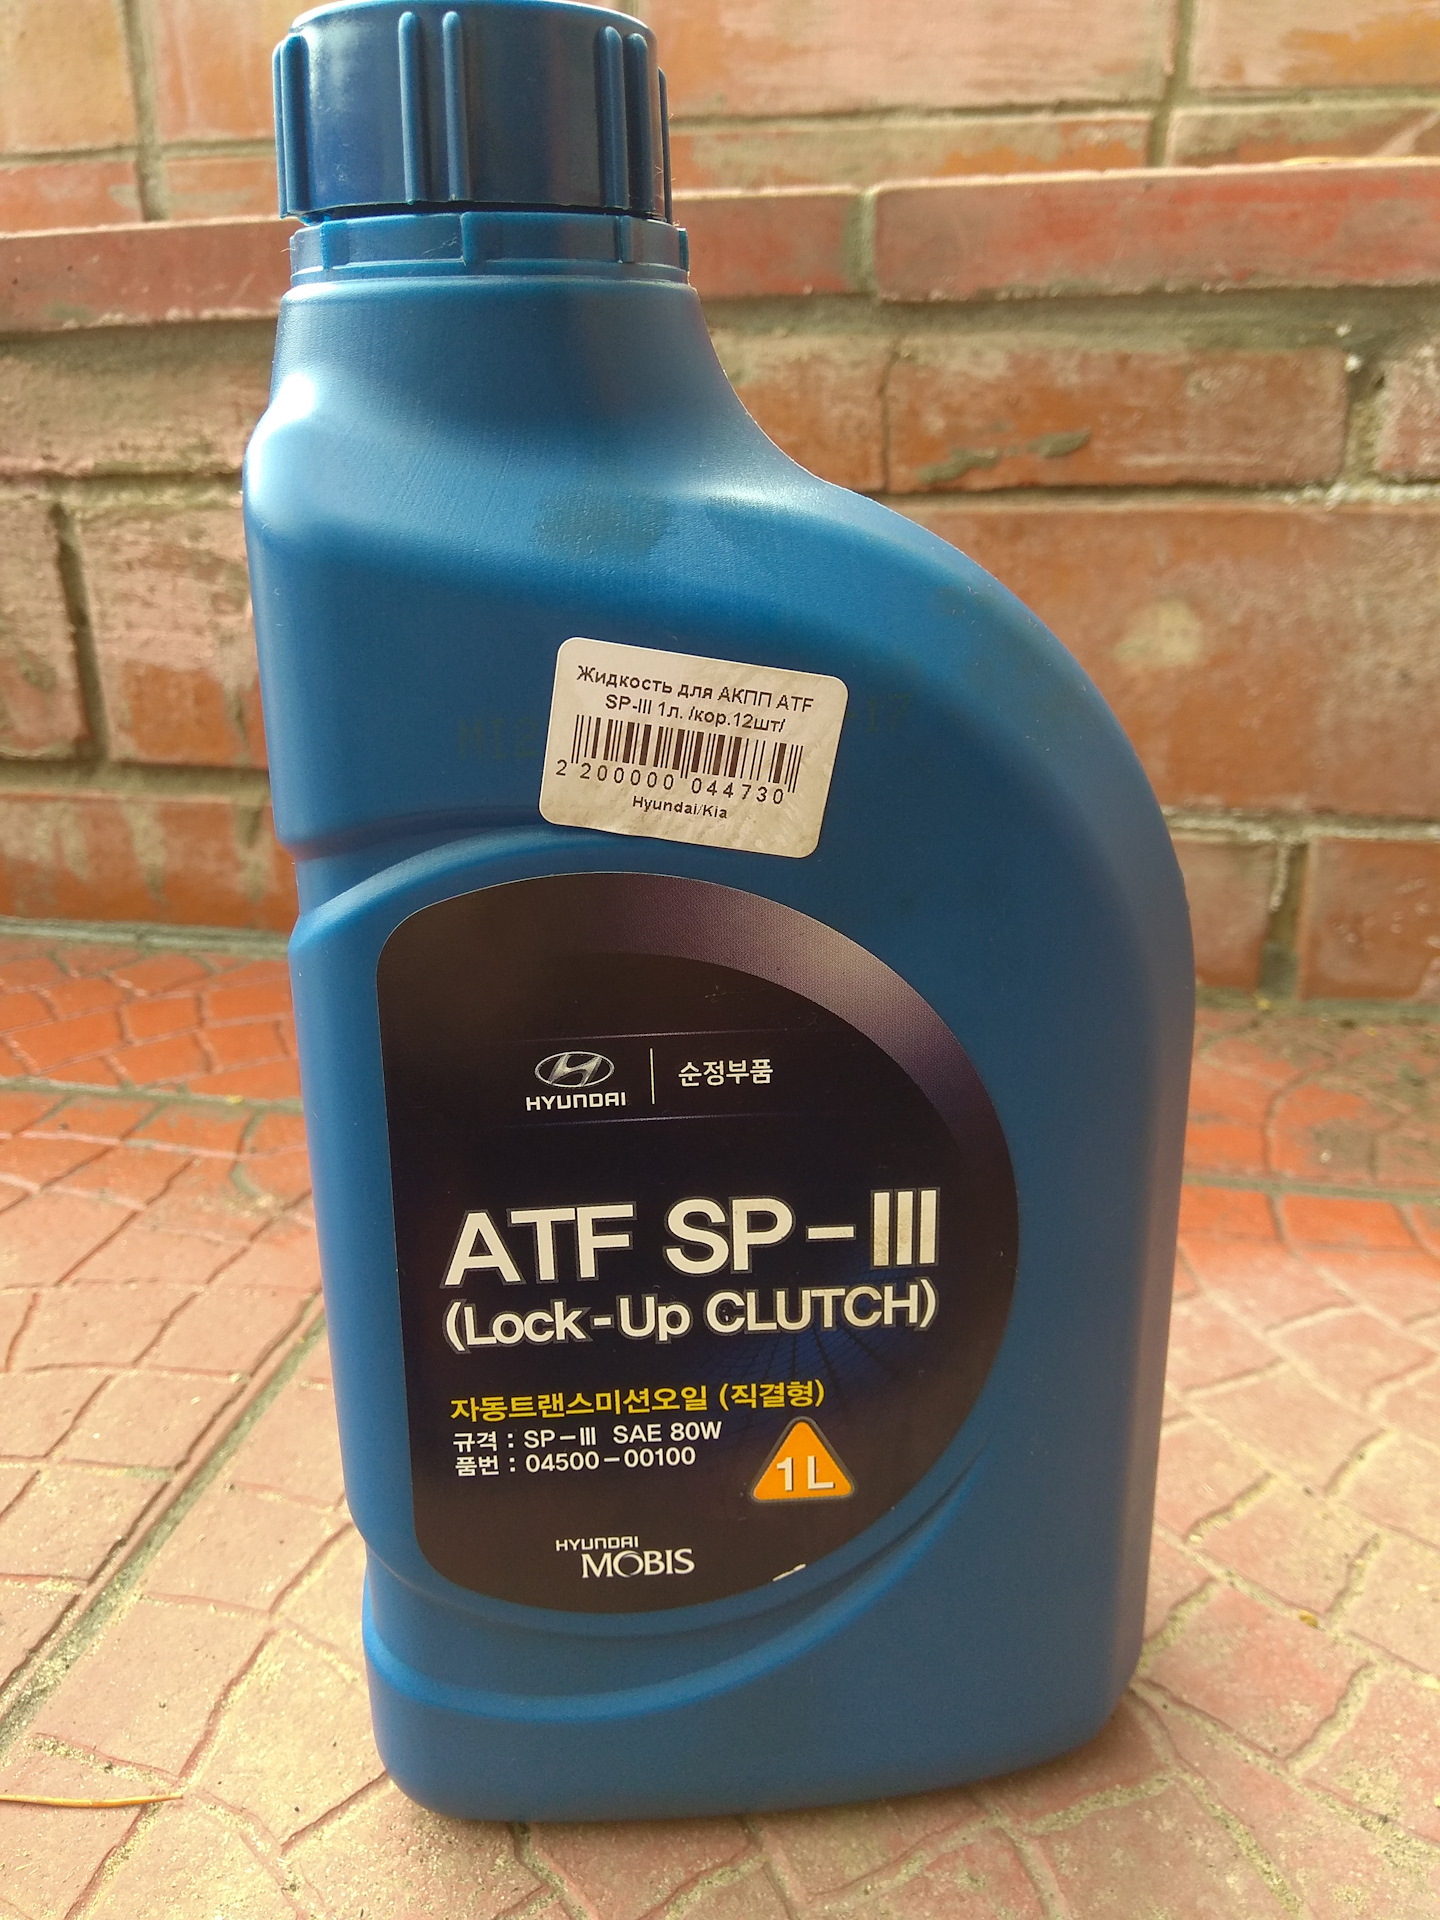 Жидкость для АКПП ATF
SP-III 1л. /кор.12шт/
2 200000 044730
Hyundai/Kia
HYUNDAI
순정부품
ATF SP-III
(Lock-Up CLUTCH)
자동트랜스미션오일 (직결형)
규격 : SP-III SAE 80W
품번 : 04500-00100
1L
HYUNDAI
MOBIS